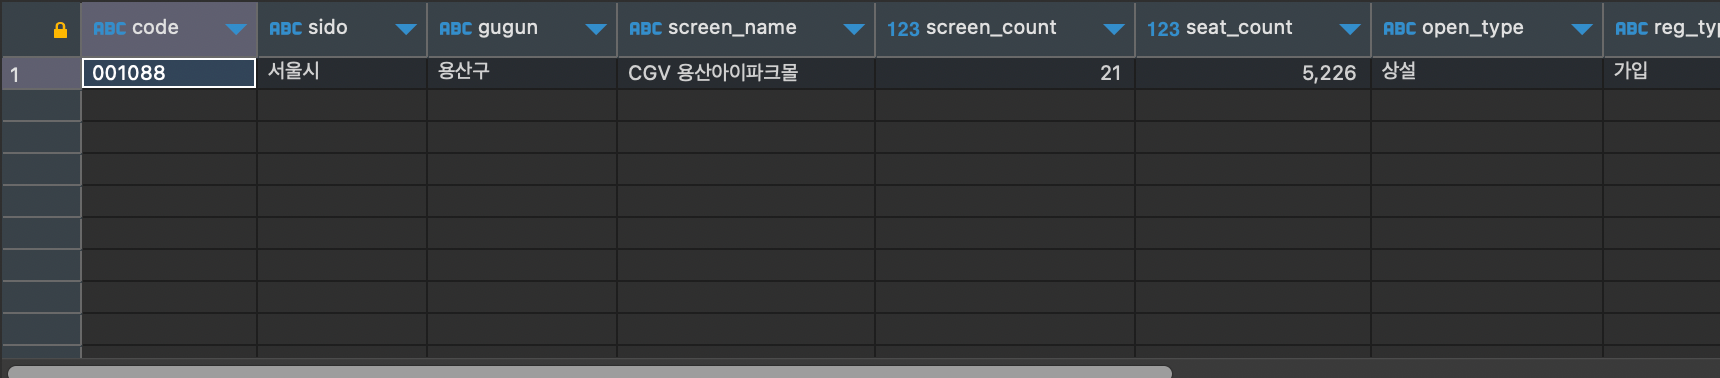 ABC code ABC sido ABC gugun ABC screen_name 123 screen_count 123 seat_count ABC open_type ABC
1 001088 서울시 용산구 CGV 용산아이파크몰 21 5,226 상설 가입